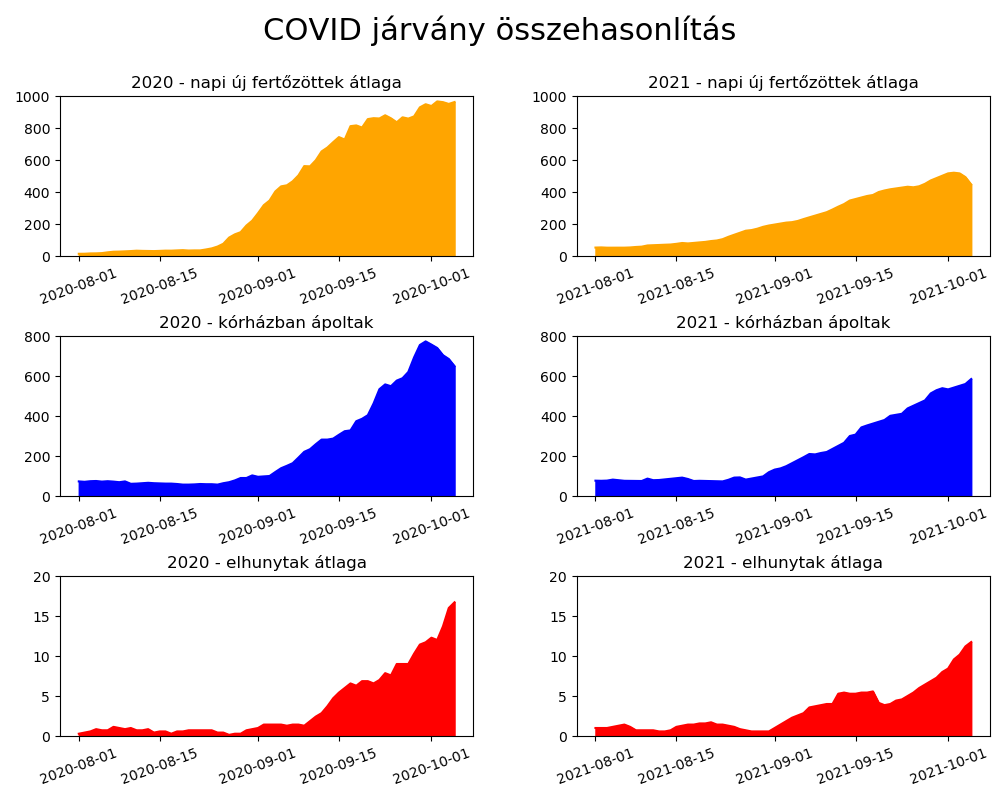 COVID járvány összehasonlítás
2020 - napi új fertőzöttek átlaga
1000
800
600
400
200
0
2020-08-01 2020-08-15 2020-09-01 2020-09-15 2020-10-01
2021 - napi új fertőzöttek átlaga
1000
800
600
400
200
0
2021-08-01 2021-08-15 2021-09-01 2021-09-15 2021-10-01
2020 - kórházban ápoltak
800
600
400
200
0
2020-08-01 2020-08-15 2020-09-01 2020-09-15 2020-10-01
2021 - kórházban ápoltak
800
600
400
200
0
2021-08-01 2021-08-15 2021-09-01 2021-09-15 2021-10-01
2020 - elhunytak átlaga
20
15
10
5
0
2020-08-01 2020-08-15 2020-09-01 2020-09-15 2020-10-01
2021 - elhunytak átlaga
20
15
10
5
0
2021-08-01 2021-08-15 2021-09-01 2021-09-15 2021-10-01